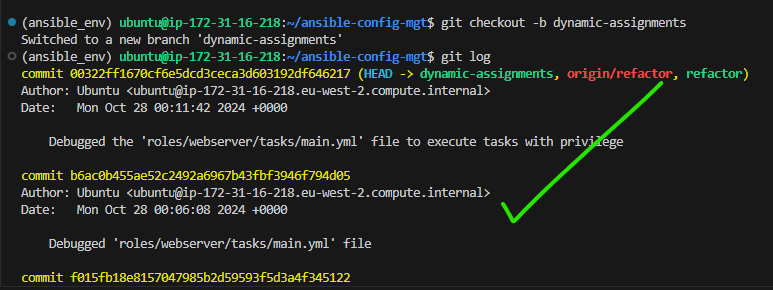 (ansible_env) ubuntu@ip-172-31-16-218:~/ansible-config-mgt$ git checkout -b dynamic-assignments
Switched to a new branch 'dynamic-assignments'
(ansible_env) ubuntu@ip-172-31-16-218:~/ansible-config-mgt$ git log
commit 00322ff1670cf6e5dcd3ceca3d603192df646217 (HEAD -> dynamic-assignments, origin/refactor, refactor)
Author: Ubuntu <ubuntu@ip-172-31-16-218.eu-west-2.compute.internal>
Date:   Mon Oct 28 00:11:42 2024 +0000
    Debugged the 'roles/webserver/tasks/main.yml' file to execute tasks with privilege
commit b6ac0b455ae52c2492a6967b43fbf3946f794d05
Author: Ubuntu <ubuntu@ip-172-31-16-218.eu-west-2.compute.internal>
Date:   Mon Oct 28 00:06:08 2024 +0000
    Debugged 'roles/webserver/tasks/main.yml' file
commit f015fb18e8157047985b2d59593f5d3a4f345122